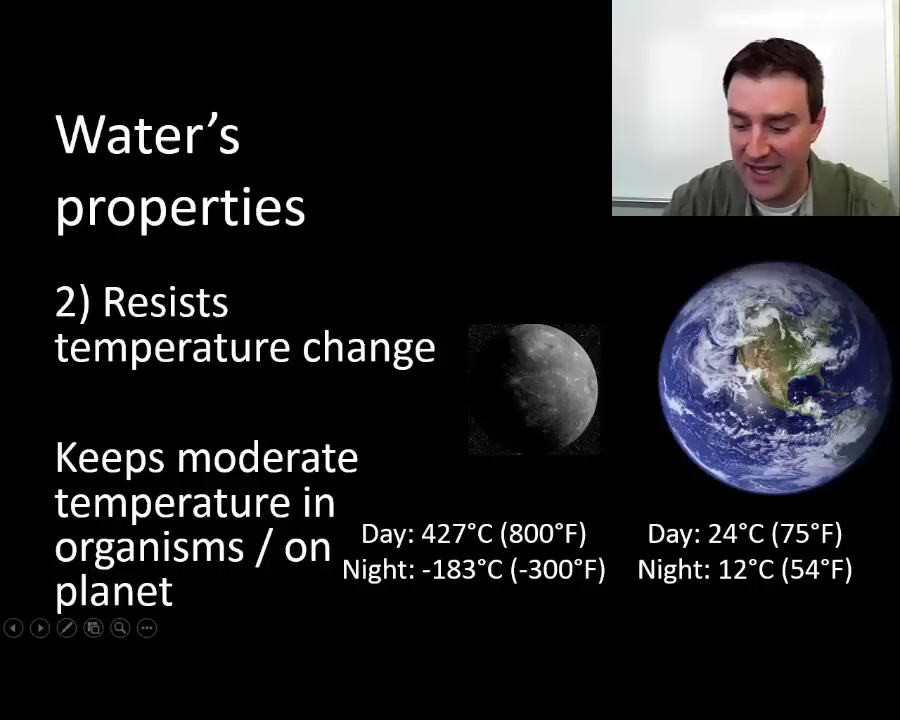 Water’s
properties
2) Resists
temperature change
Keeps moderate
temperature in
organisms / on
planet
Day: 427°C (800°F)
Night: -183°C (-300°F)
Day: 24°C (75°F)
Night: 12°C (54°F)